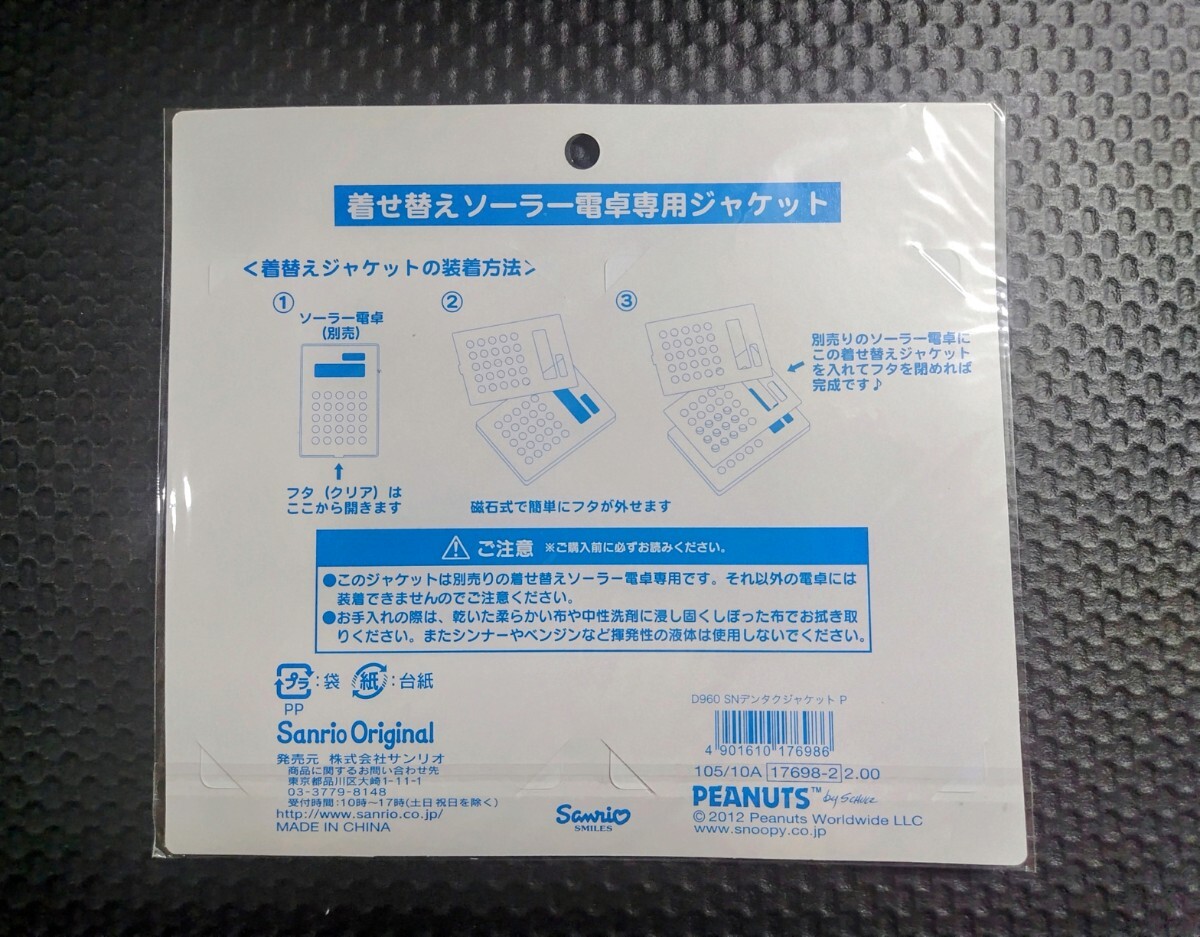 着せ替えソーラー電卓専用ジャケット
<着替えジャケットの装着方法>
①
ソーラー電卓
(別売)
フタ（クリア）は
ここから開きます
②
磁石式で簡単にフタが外せます
③
別売りのソーラー電卓に
この着せ替えジャケット
を入れてフタを閉めれば
完成です♪
ご注意 ※ご購入前に必ずお読みください。
●このジャケットは別売りの着せ替えソーラー電卓専用です。それ以外の電卓には
装着できませんのでご注意ください。
●お手入れの際は、乾いた柔らかい布や中性洗剤に浸し固くしぼった布でお拭き取
りください。またシンナーやベンジンなど揮発性の液体は使用しないでください。
プラ:袋 紙:台紙
PP
Sanrio Original
発売元 株式会社サンリオ
商品に関するお問い合わせ先
東京都品川区大崎1-11-1
03-3779-8148
受付時間:10時～17時(土日祝日を除く)
http://www.sanrio.co.jp/
MADE IN CHINA
Sanrio
SMILES
D960 SNデンタクジャケット P
4 901610 176986
105/10A 17698-2 2.00
PEANUTS™ by Schulz
© 2012 Peanuts Worldwide LLC
www.snoopy.co.jp